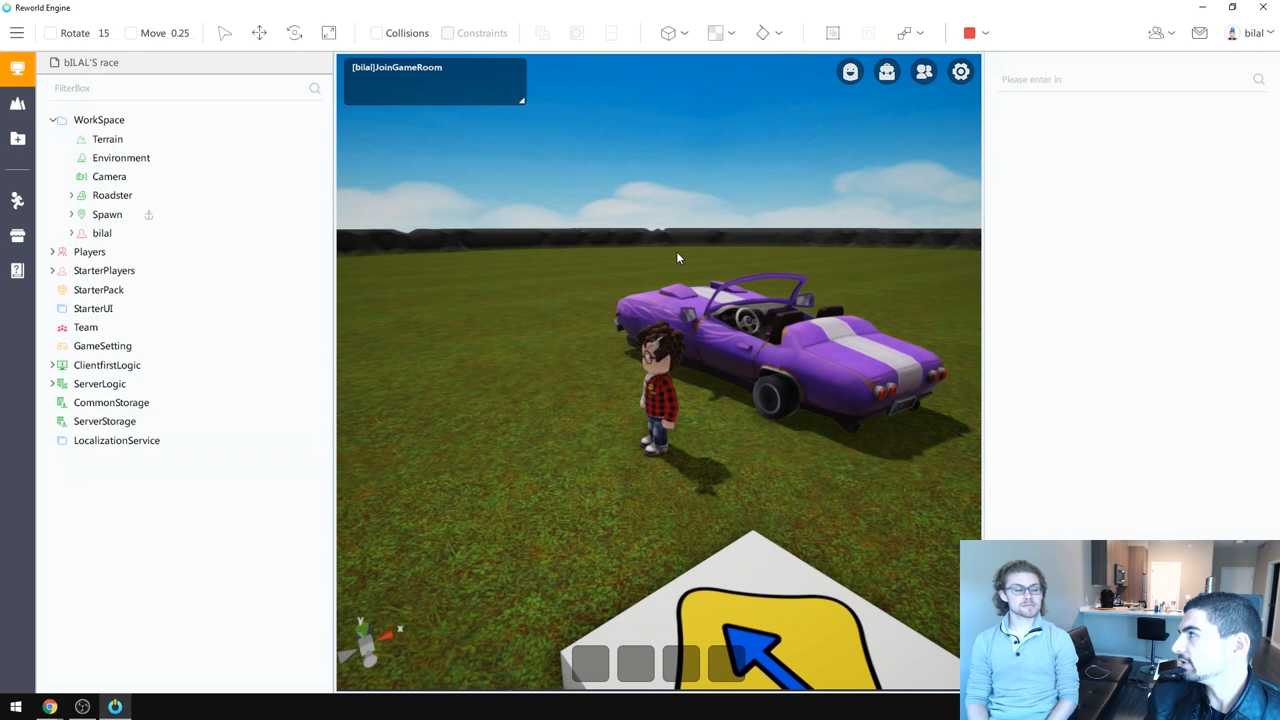 Reworld Engine
Rotate 15 Move 0.25 Collisions Constraints bilal
bILAL'S race
FilterBox
WorkSpace
Terrain
Environment
Camera
Roadster
Spawn
bilal
Players
StarterPlayers
StarterPack
StarterUI
Team
GameSetting
ClientfirstLogic
ServerLogic
CommonStorage
ServerStorage
LocalizationService
[bilal]JoinGameRoom
y
x
Please enter in